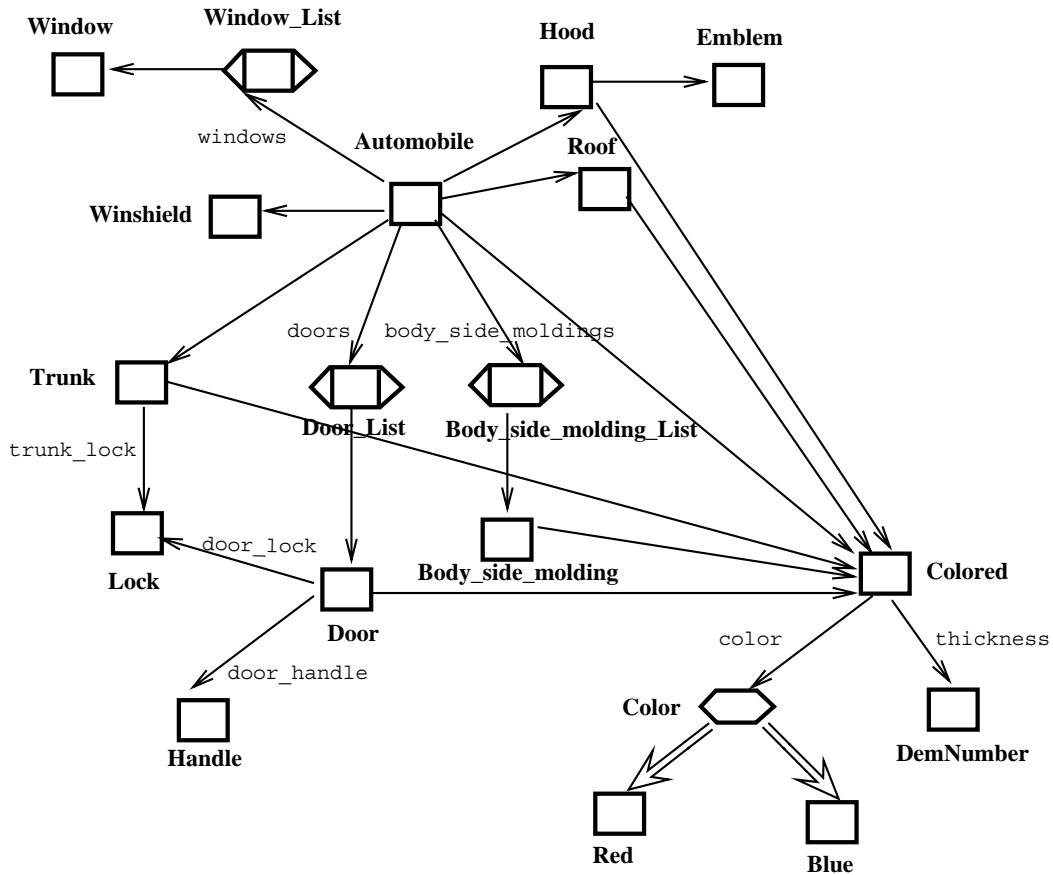 Window_List
Window
Hood
Emblem
windows
Automobile
Roof
Winshield
doors
body_side_moldings
Trunk
Door_List
Body_side_molding_List
trunk_lock
door_lock
Lock
Body_side_molding
Colored
Door
color
thickness
door_handle
Color
Handle
DemNumber
Red
Blue